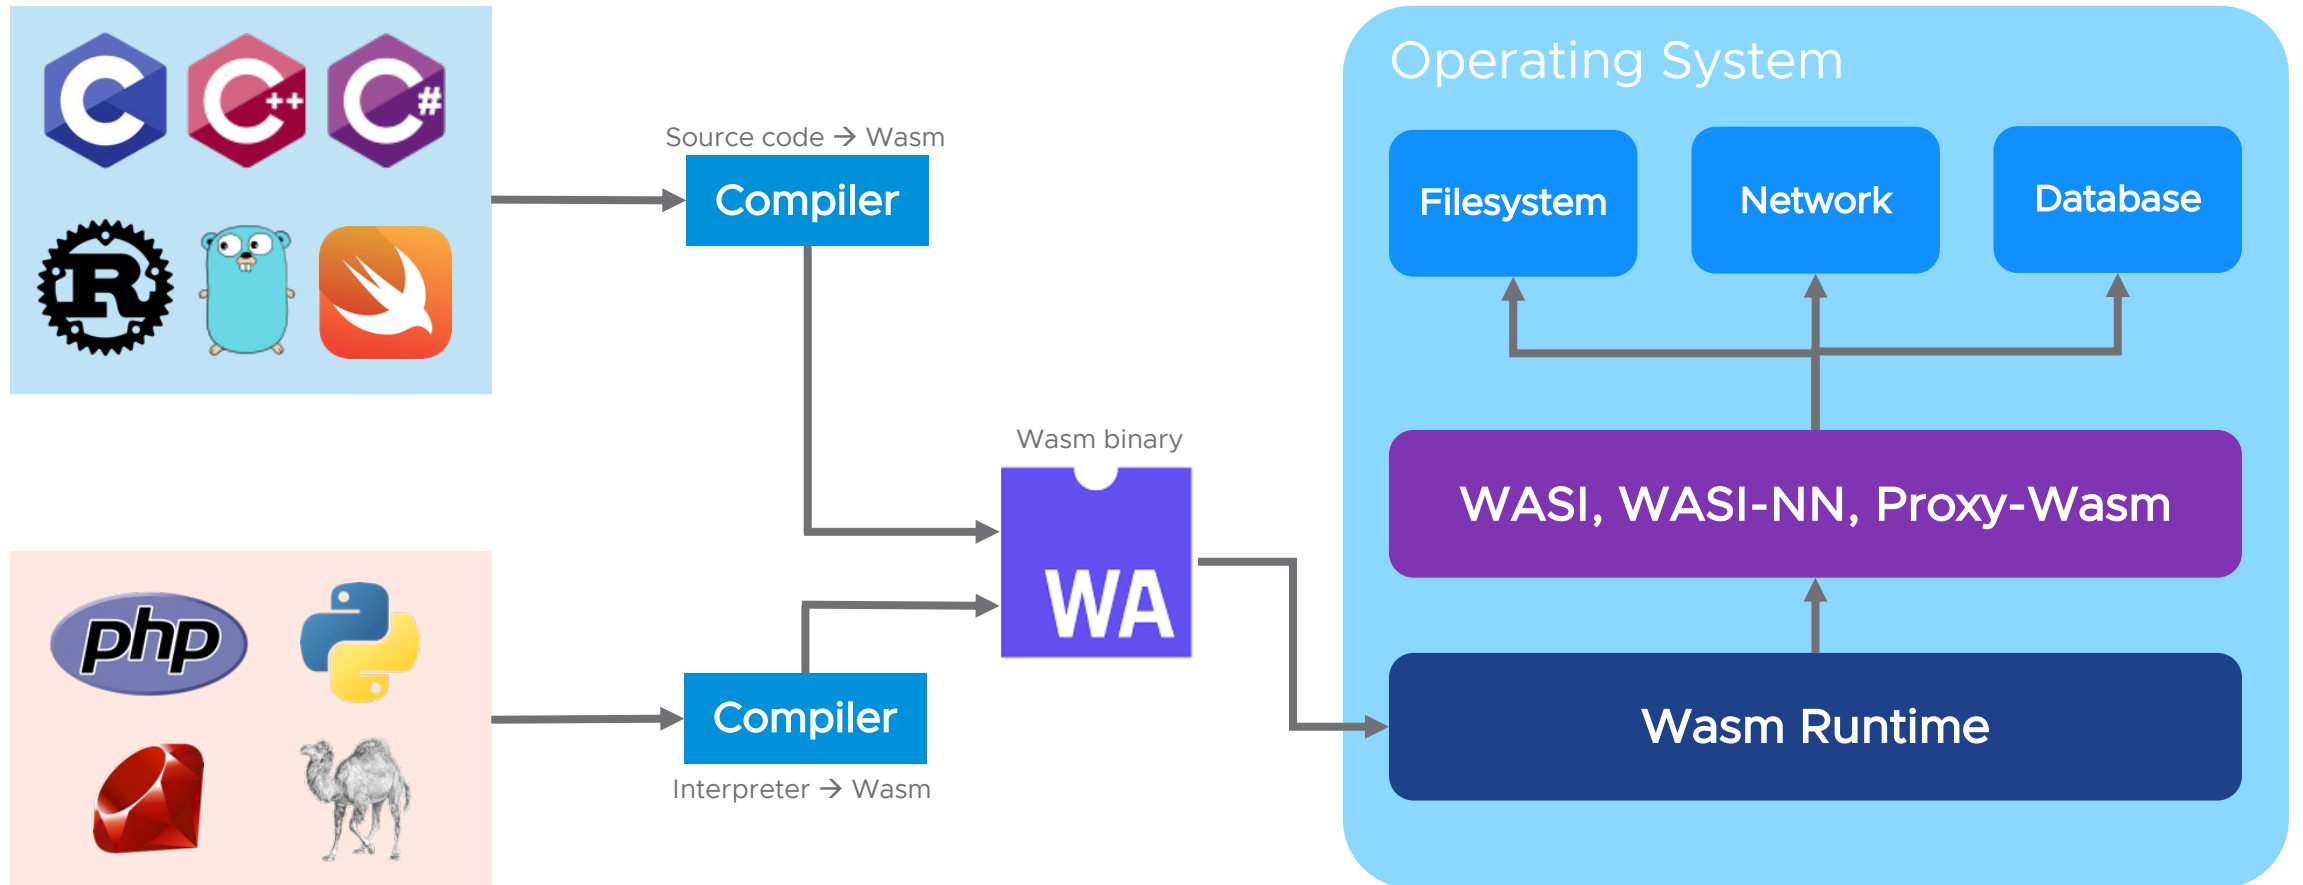 C
C++
C#
R
php
Source code → Wasm
Compiler
Compiler
Interpreter → Wasm
Wasm binary
WA
Operating System
Filesystem
Network
Database
WASI, WASI-NN, Proxy-Wasm
Wasm Runtime